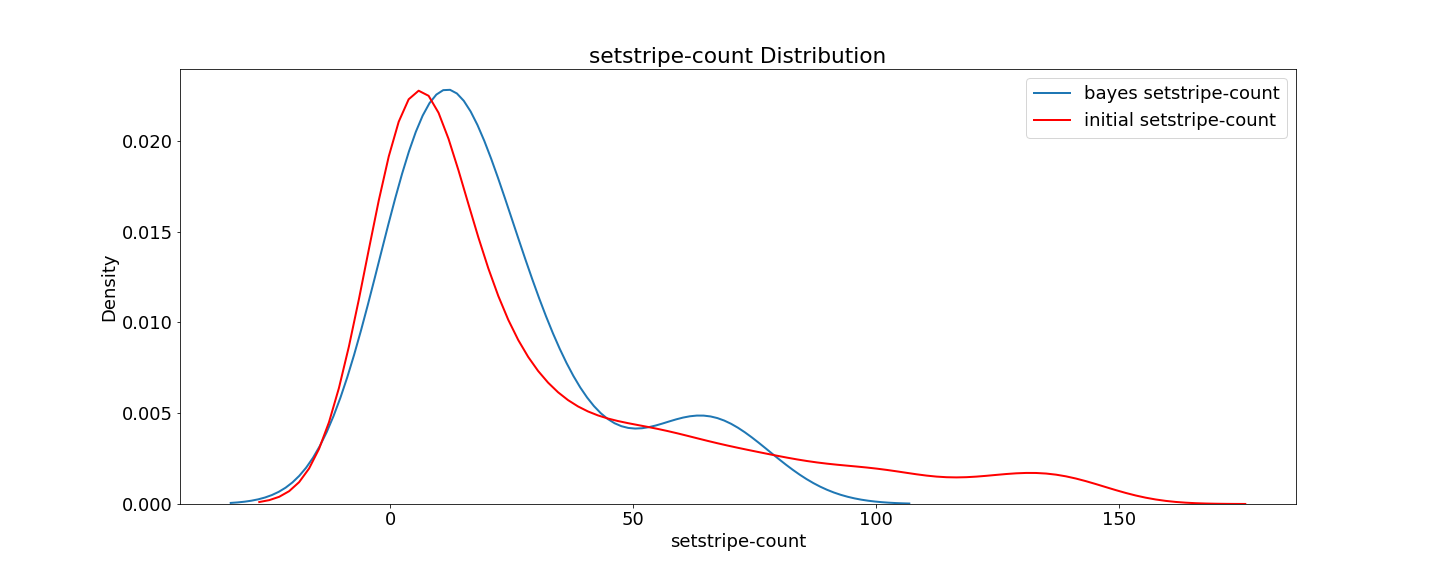 setstripe-count Distribution
bayes setstripe-count
initial setstripe-count
Density
0.020
0.015
0.010
0.005
0.000
0
50
100
150
setstripe-count